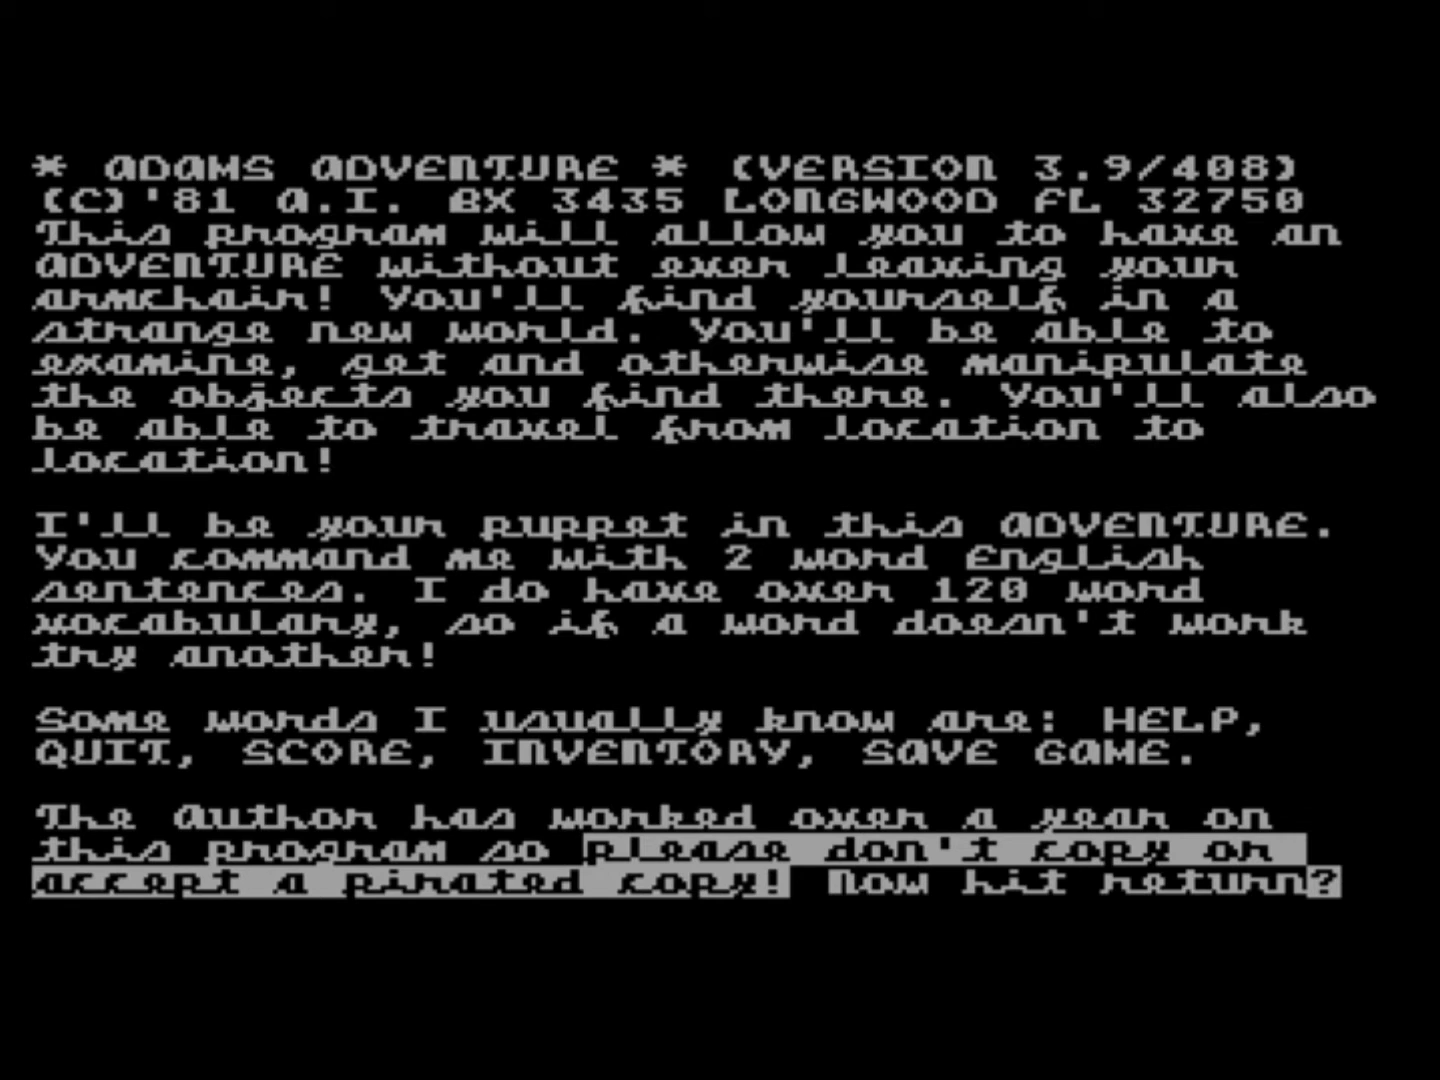 * ADAMS ADVENTURE * (VERSION 3.9/408)
(C)'81 A.I. BX 3435 LONGWOOD FL 32750
This program will allow you to have an
ADVENTURE without ever leaving your
armchair! You'll find yourself in a
strange new world. You'll be able to
examine, get and otherwise manipulate
the objects you find there. You'll also
be able to travel from location to
location!
I'll be your puppet in this ADVENTURE.
You command me with 2 word English
sentences. I do have over 120 word
vocabulary, so if a word doesn't work
try another!
Some words I usually know are: HELP,
QUIT, SCORE, INVENTORY, SAVE GAME.
The Author has worked over a year on
this program so please don't copy or
accept a pirated copy! Now hit return?